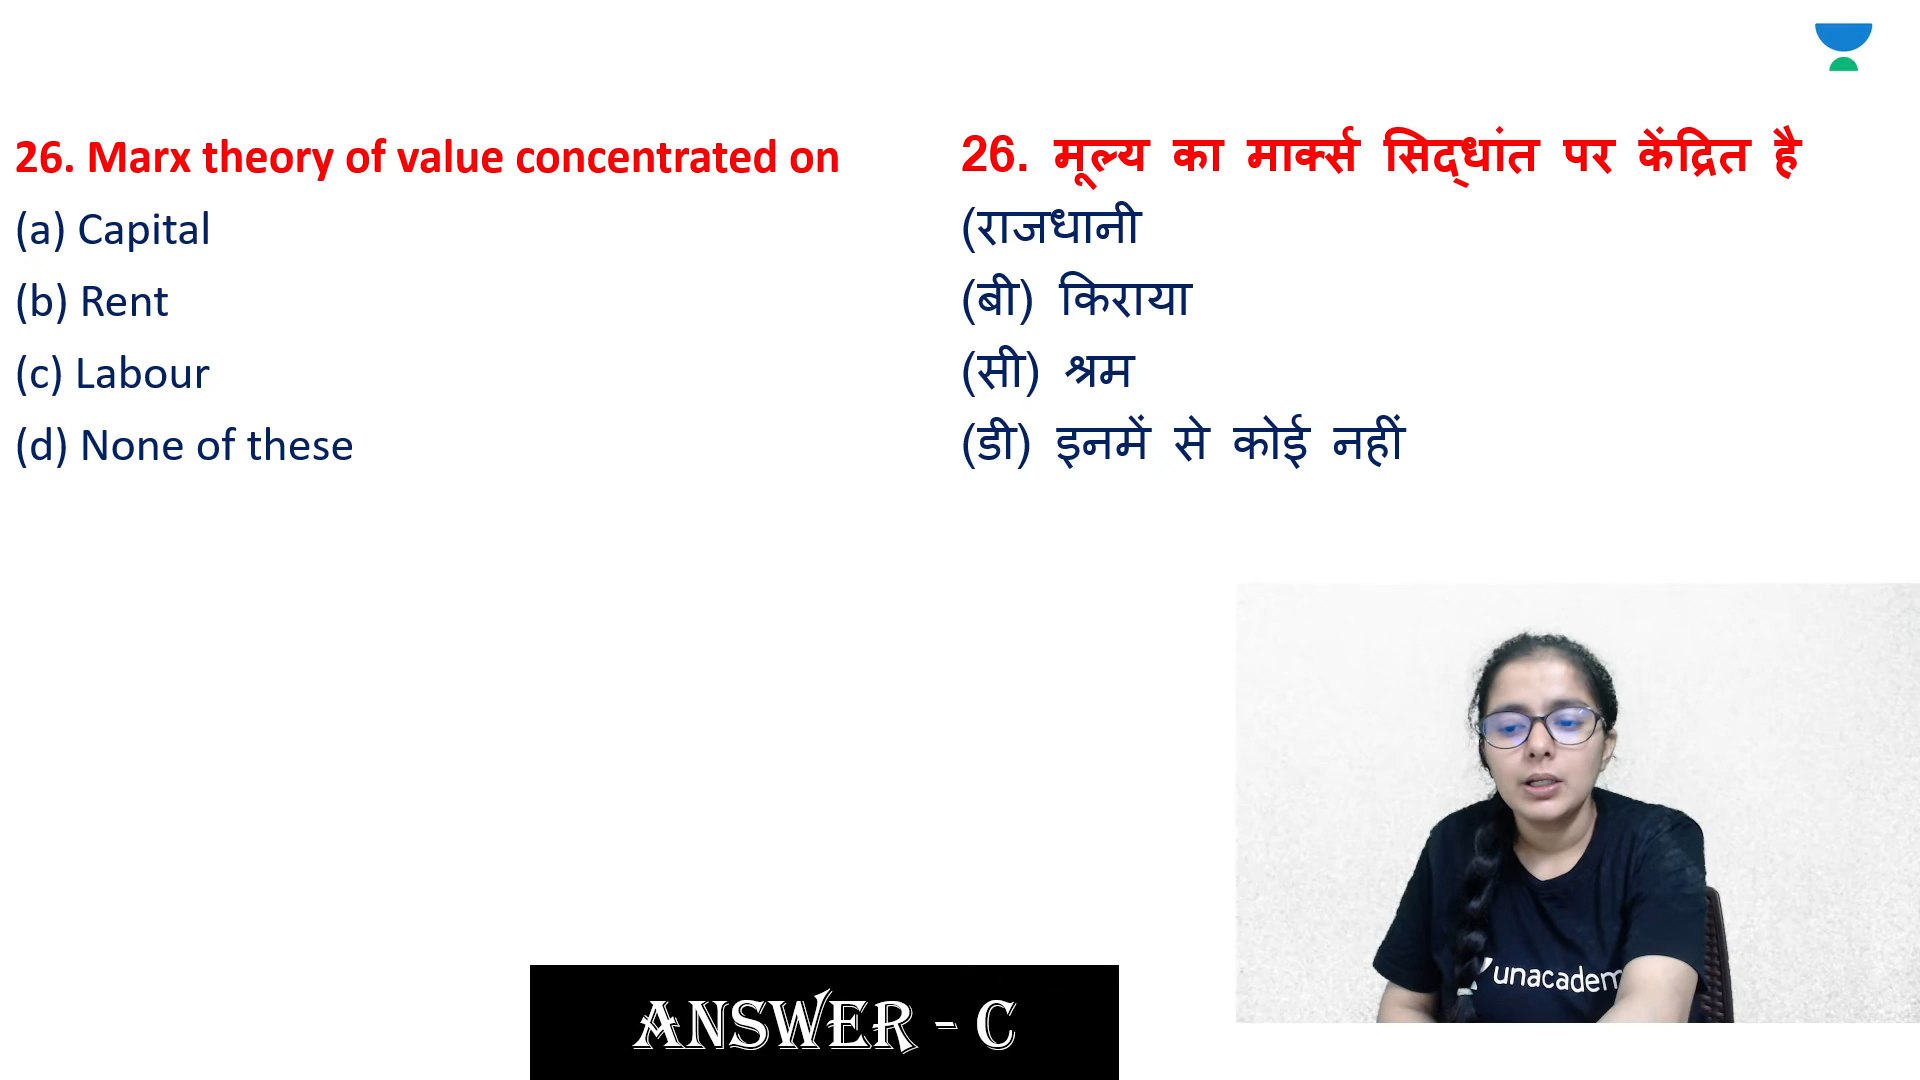 26. Marx theory of value concentrated on
(a) Capital
(b) Rent
(c) Labour
(d) None of these
26. मूल्य का मार्क्स सिद्धांत पर केंद्रित है
(राजधानी
(बी) किराया
(सी) श्रम
(डी) इनमें से कोई नहीं
unacadem
ANSWER - C